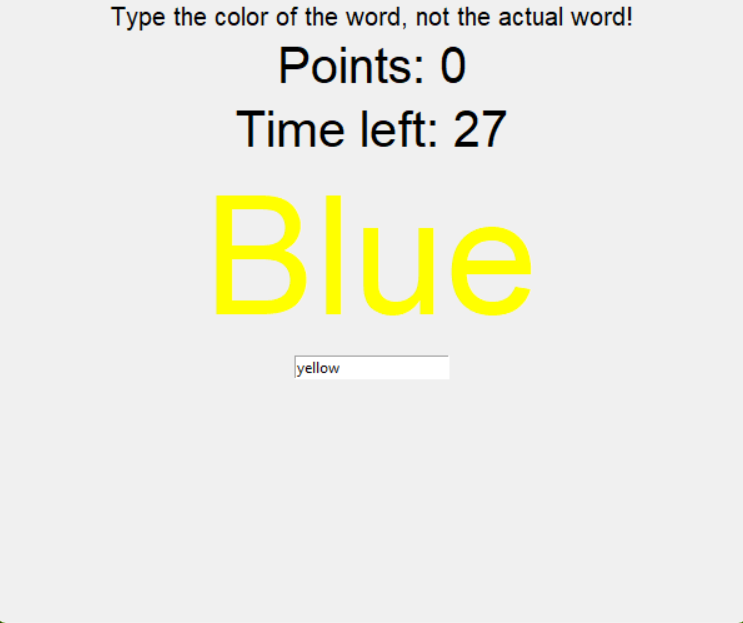 Type the color of the word, not the actual word!
Points: 0
Time left: 27
Blue
yellow